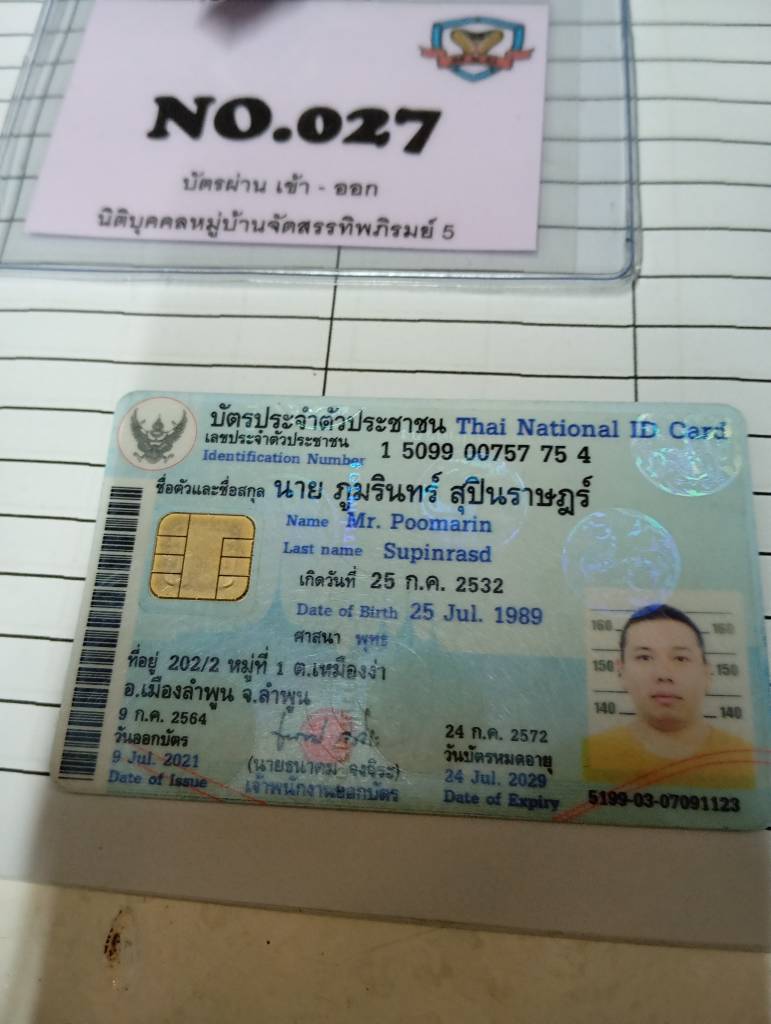 NO.027
บัตรผ่าน เข้า - ออก
นิติบุคคลหมู่บ้านจัดสรรทิพภิรมย์ 5
บัตรประจำตัวประชาชน Thai National ID Card
เลขประจำตัวประชาชน
Identification Number 1 5099 00757 75 4
ชื่อตัวและชื่อสกุล นาย ภูมรินทร์ สุปินราษฎร์
Name Mr. Poomarin
Last name Supinrasd
เกิดวันที่ 25 ก.ค. 2532
Date of Birth 25 Jul. 1989
ศาสนา พุทธ
ที่อยู่ 202/2 หมู่ที่ 1 ต.เหมืองง่า
อ.เมืองลำพูน จ.ลำพูน
9 ก.ค. 2564
วันออกบัตร
9 Jul. 2021
Date of Issue
(นายธนาคม จงจิระ)
เจ้าพนักงานออกบัตร
24 ก.ค. 2572
วันบัตรหมดอายุ
24 Jul. 2029
Date of Expiry
160 160
150 150
140 140
5199-03-07091123